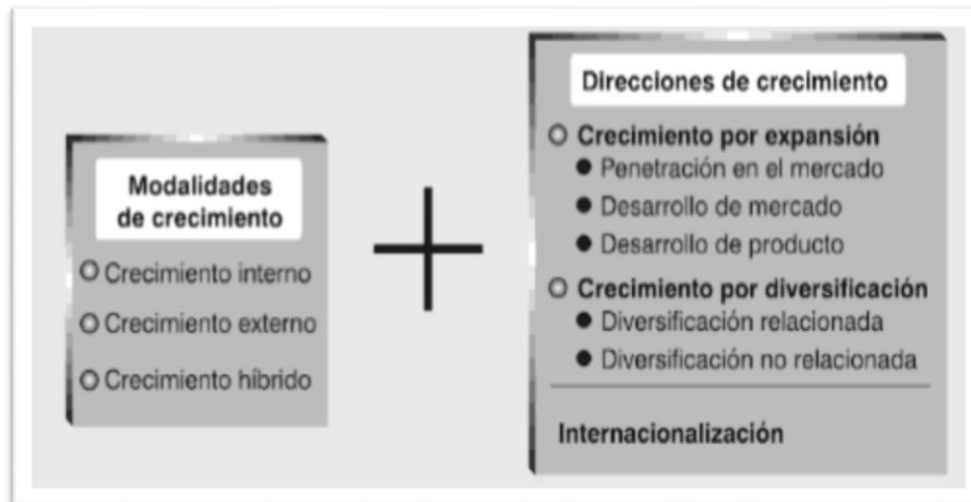 Modalidades
de crecimiento
Crecimiento interno
Crecimiento externo
Crecimiento híbrido
Direcciones de crecimiento
Crecimiento por expansión
Penetración en el mercado
Desarrollo de mercado
Desarrollo de producto
Crecimiento por diversificación
Diversificación relacionada
Diversificación no relacionada
Internacionalización